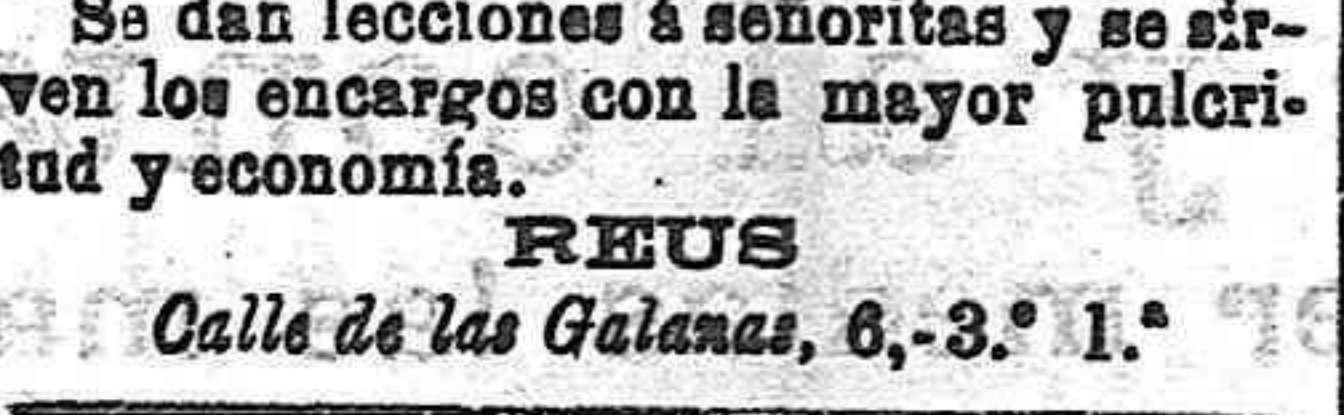 Se dan lecciones á señoritas y se sir-
ven los encargos con la mayor pulcri-
tud y economía.
REUS
Calle de las Galanas, 6,-3.º 1.ª